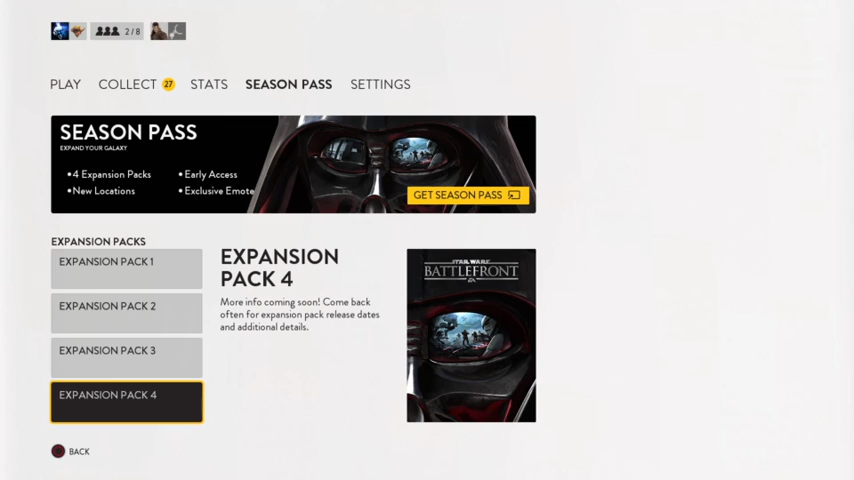 2/8
PLAY COLLECT 27 STATS SEASON PASS SETTINGS
SEASON PASS
EXPAND YOUR GALAXY
•4 Expansion Packs •Early Access
•New Locations •Exclusive Emote
GET SEASON PASS
EXPANSION PACKS
EXPANSION PACK 1
EXPANSION PACK 2
EXPANSION PACK 3
EXPANSION PACK 4
EXPANSION
PACK 4
More info coming soon! Come back
often for expansion pack release dates
and additional details.
STAR WARS
BATTLEFRONT
EA
BACK